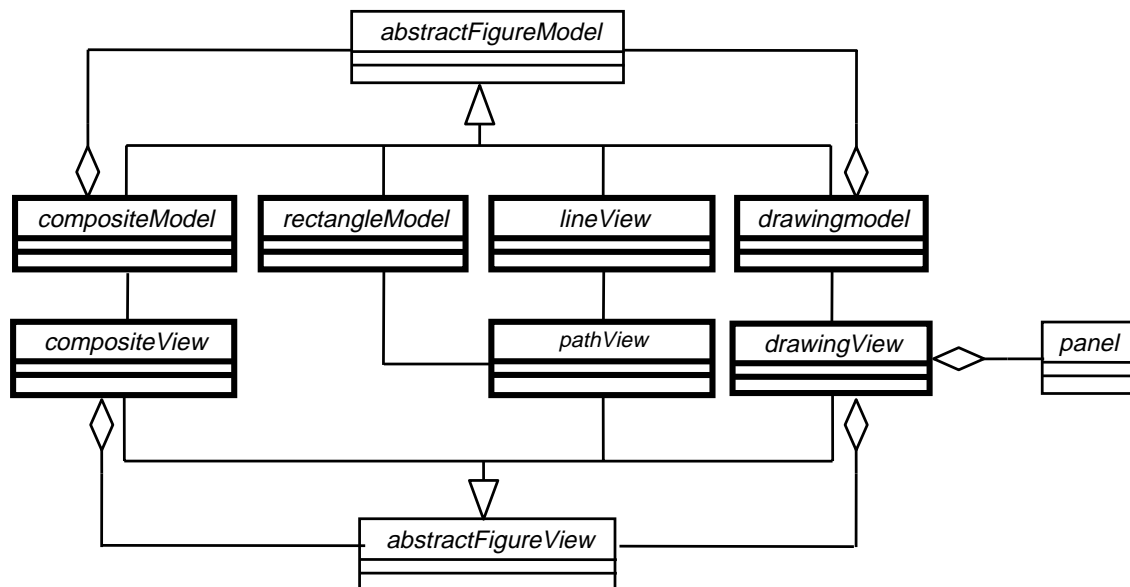 abstractFigureModel
compositeModel
rectangleModel
lineView
drawingmodel
compositeView
pathView
drawingView
panel
abstractFigureView